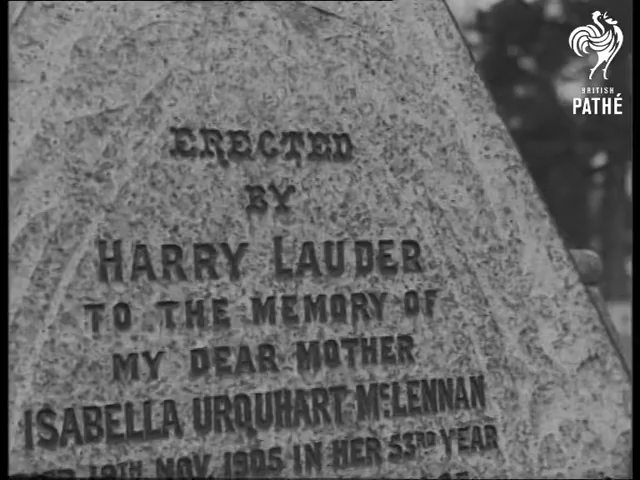 BRITISH
PATHÉ
ERECTED
BY
HARRY LAUDER
TO THE MEMORY OF
MY DEAR MOTHER
ISABELLA URQUHART McLENNAN
19TH NOV. 1905 IN HER 53RD YEAR